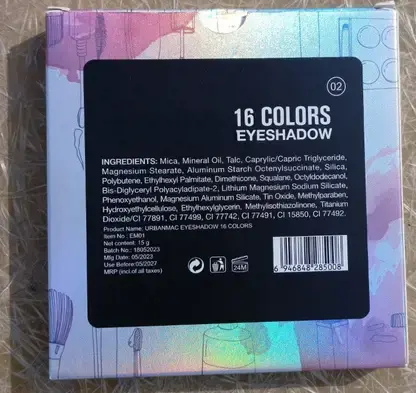 02
16 COLORS
EYESHADOW
INGREDIENTS: Mica, Mineral Oil, Talc, Caprylic/Capric Triglyceride,
Magnesium Stearate, Aluminum Starch Octenylsuccinate, Silica,
Polybutene, Ethylhexyl Palmitate, Dimethicone, Squalane, Octyldodecanol,
Bis-Diglyceryl Polyacyladipate-2, Lithium Magnesium Sodium Silicate,
Phenoxyethanol, Magnesium Aluminum Silicate, Tin Oxide, Myristyl Myristate,
Hydroxyethylcellulose, Ethylhexylglycerin, Methylisothiazolinone, Titanium
Dioxide/CI 77891, CI 77499, CI 77742, CI 77491, CI 15850, CI 77492.
Product Name: URBANMAC EYESHADOW 16 COLORS
Item No : EM01
Net content: 15 g
Batch No.: 18052023
Mfg Date: 05/2023
Use Before:05/2027
MRP (incl.of all taxes)
24M
6 946848 285008